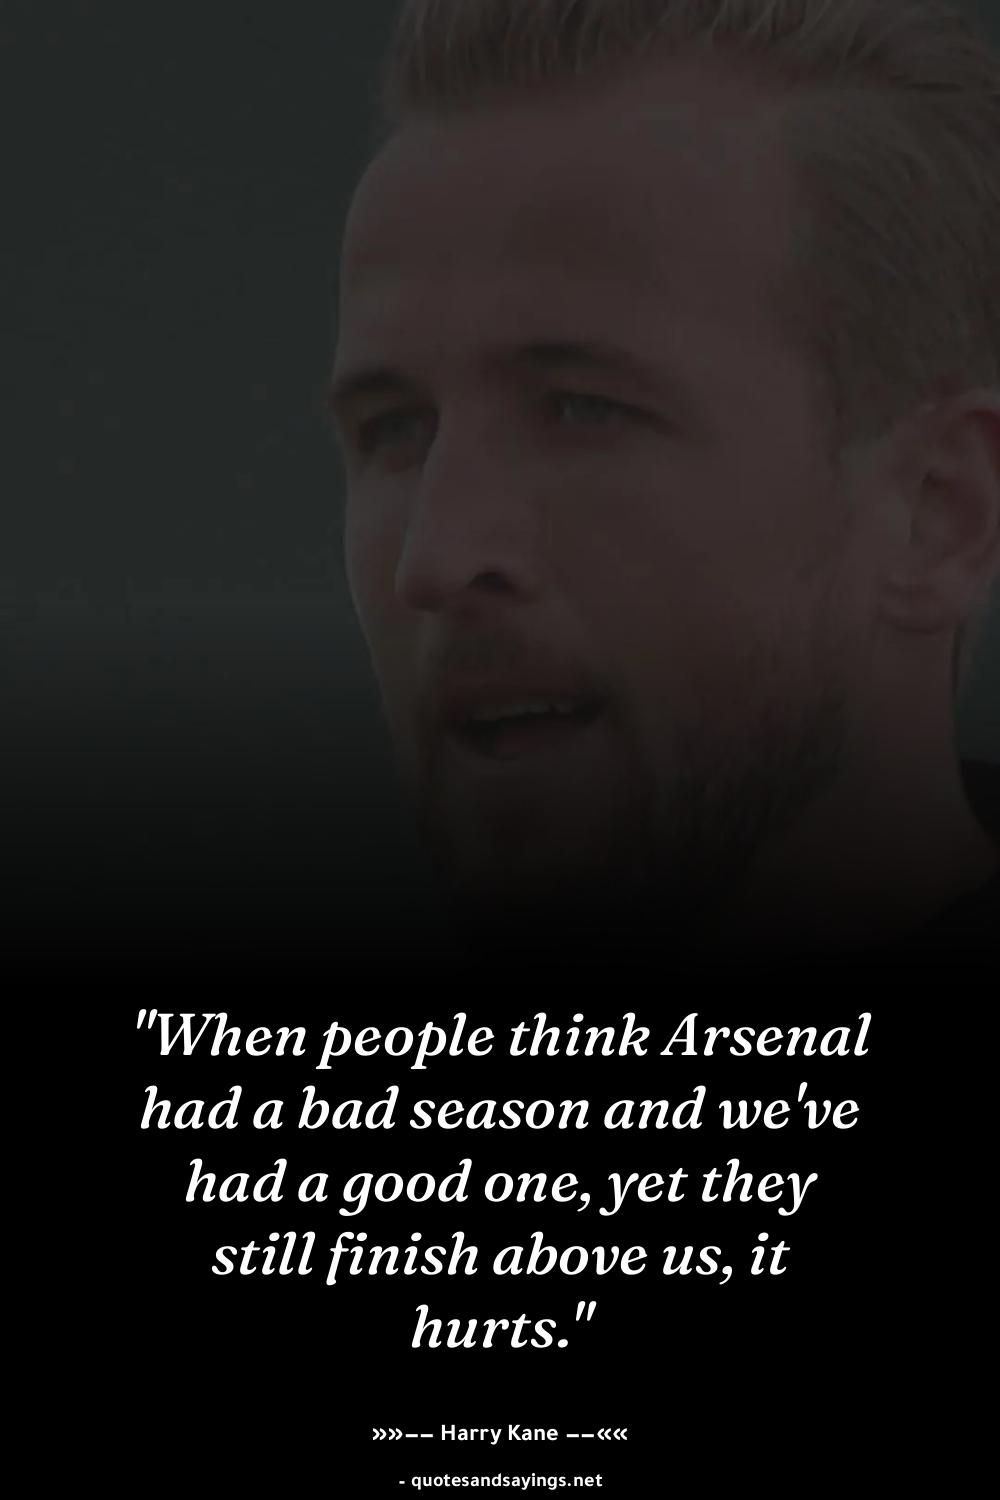 "When people think Arsenal
had a bad season and we've
had a good one, yet they
still finish above us, it
hurts."
»»−− Harry Kane −−««
- quotesandsayings.net